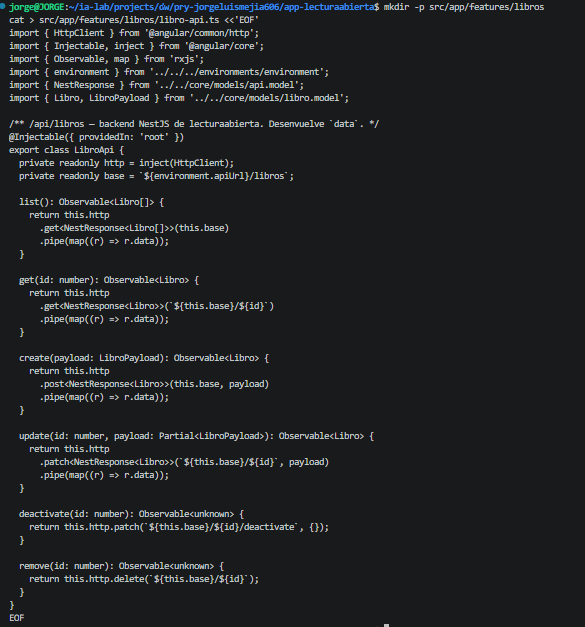 jorge@JORGE:~/ia-lab/projects/dw/pry-jorgeluismejia606/app-lecturaabierta$ mkdir -p src/app/features/libros
cat > src/app/features/libros/libro-api.ts <<'EOF'
import { HttpClient } from '@angular/common/http';
import { Injectable, inject } from '@angular/core';
import { Observable, map } from 'rxjs';
import { environment } from '../../../environments/environment';
import { NestResponse } from '../../core/models/api.model';
import { Libro, LibroPayload } from '../../core/models/libro.model';

/** /api/libros — backend NestJS de lecturaabierta. Desenvuelve `data`. */
@Injectable({ providedIn: 'root' })
export class LibroApi {
  private readonly http = inject(HttpClient);
  private readonly base = `${environment.apiUrl}/libros`;

  list(): Observable<Libro[]> {
    return this.http
      .get<NestResponse<Libro[]>>(this.base)
      .pipe(map((r) => r.data));
  }

  get(id: number): Observable<Libro> {
    return this.http
      .get<NestResponse<Libro>>(`${this.base}/${id}`)
      .pipe(map((r) => r.data));
  }

  create(payload: LibroPayload): Observable<Libro> {
    return this.http
      .post<NestResponse<Libro>>(this.base, payload)
      .pipe(map((r) => r.data));
  }

  update(id: number, payload: Partial<LibroPayload>): Observable<Libro> {
    return this.http
      .patch<NestResponse<Libro>>(`${this.base}/${id}`, payload)
      .pipe(map((r) => r.data));
  }

  deactivate(id: number): Observable<unknown> {
    return this.http.patch(`${this.base}/${id}/deactivate`, {});
  }

  remove(id: number): Observable<unknown> {
    return this.http.delete(`${this.base}/${id}`);
  }
}
EOF